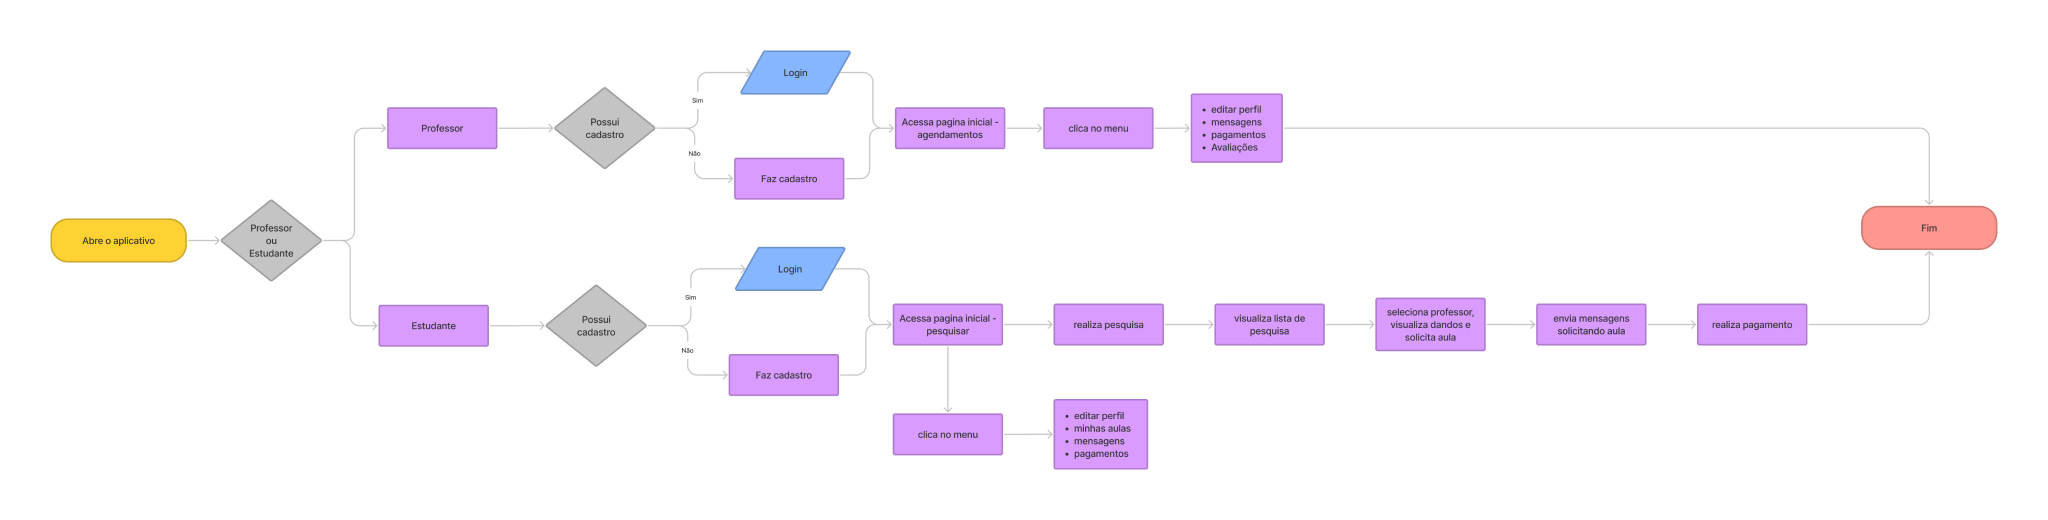 Abre o aplicativo
Professor
ou
Estudante
Professor
Possui
cadastro
Sim
Não
Login
Faz cadastro
Acessa pagina inicial -
agendamentos
clica no menu
• editar perfil
• mensagens
• pagamentos
• Avaliações
Fim
Estudante
Possui
cadastro
Sim
Não
Login
Faz cadastro
Acessa pagina inicial -
pesquisar
realiza pesquisa
visualiza lista de
pesquisa
seleciona professor,
visualiza dandos e
solicita aula
envia mensagens
solicitando aula
realiza pagamento
clica no menu
• editar perfil
• minhas aulas
• mensagens
• pagamentos